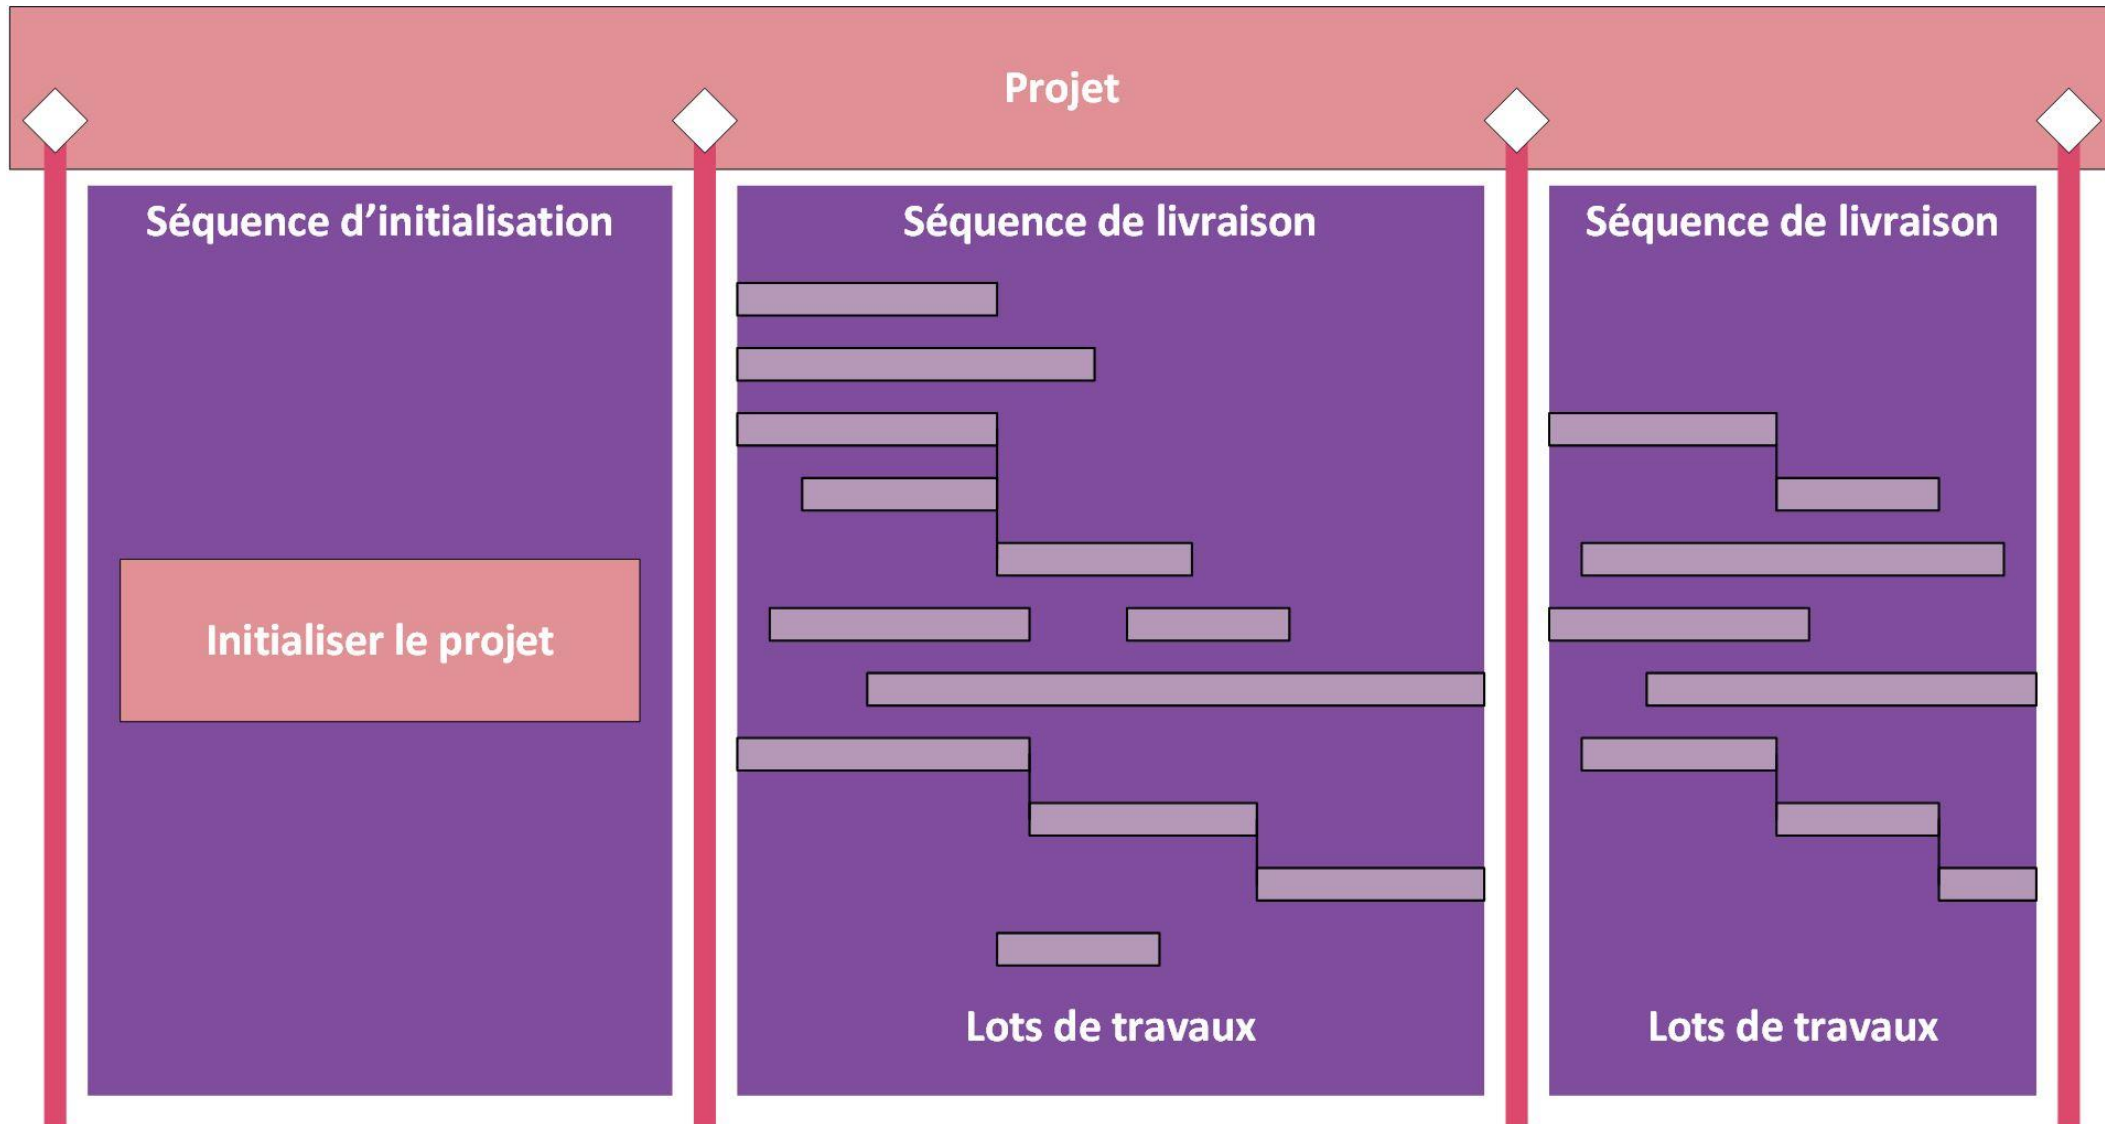 Projet
Séquence d’initialisation
Séquence de livraison
Séquence de livraison
Initialiser le projet
Lots de travaux
Lots de travaux